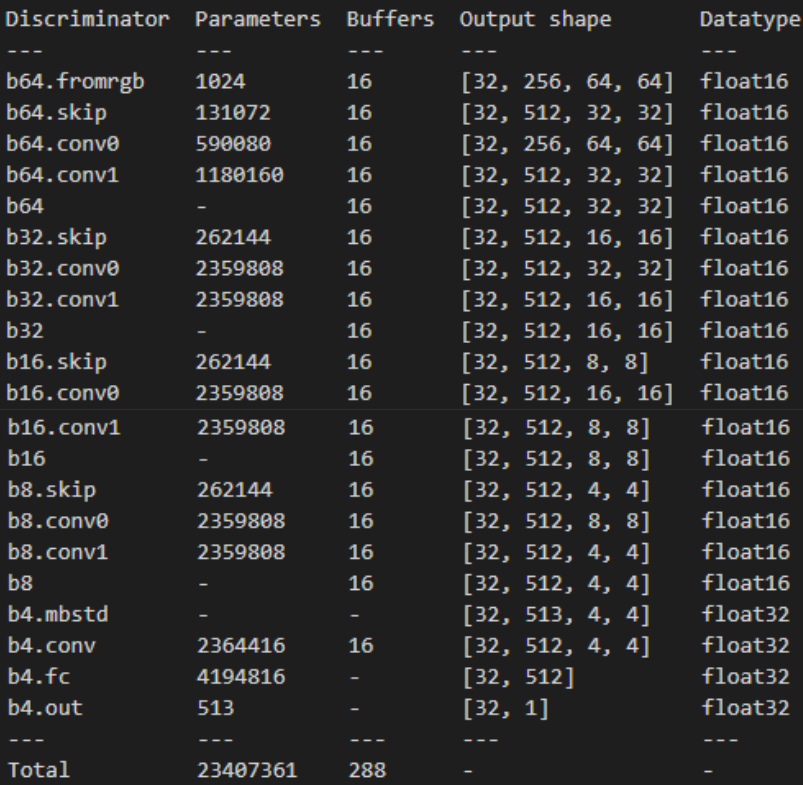 Discriminator Parameters Buffers Output shape Datatype
--- --- --- --- ---
b64.fromrgb 1024 16 [32, 256, 64, 64] float16
b64.skip 131072 16 [32, 512, 32, 32] float16
b64.conv0 590080 16 [32, 256, 64, 64] float16
b64.conv1 1180160 16 [32, 512, 32, 32] float16
b64 - 16 [32, 512, 32, 32] float16
b32.skip 262144 16 [32, 512, 16, 16] float16
b32.conv0 2359808 16 [32, 512, 32, 32] float16
b32.conv1 2359808 16 [32, 512, 16, 16] float16
b32 - 16 [32, 512, 16, 16] float16
b16.skip 262144 16 [32, 512, 8, 8] float16
b16.conv0 2359808 16 [32, 512, 16, 16] float16
b16.conv1 2359808 16 [32, 512, 8, 8] float16
b16 - 16 [32, 512, 8, 8] float16
b8.skip 262144 16 [32, 512, 4, 4] float16
b8.conv0 2359808 16 [32, 512, 8, 8] float16
b8.conv1 2359808 16 [32, 512, 4, 4] float16
b8 - 16 [32, 512, 4, 4] float16
b4.mbstd - - [32, 513, 4, 4] float32
b4.conv 2364416 16 [32, 512, 4, 4] float32
b4.fc 4194816 - [32, 512] float32
b4.out 513 - [32, 1] float32
--- --- --- --- ---
Total 23407361 288 - -